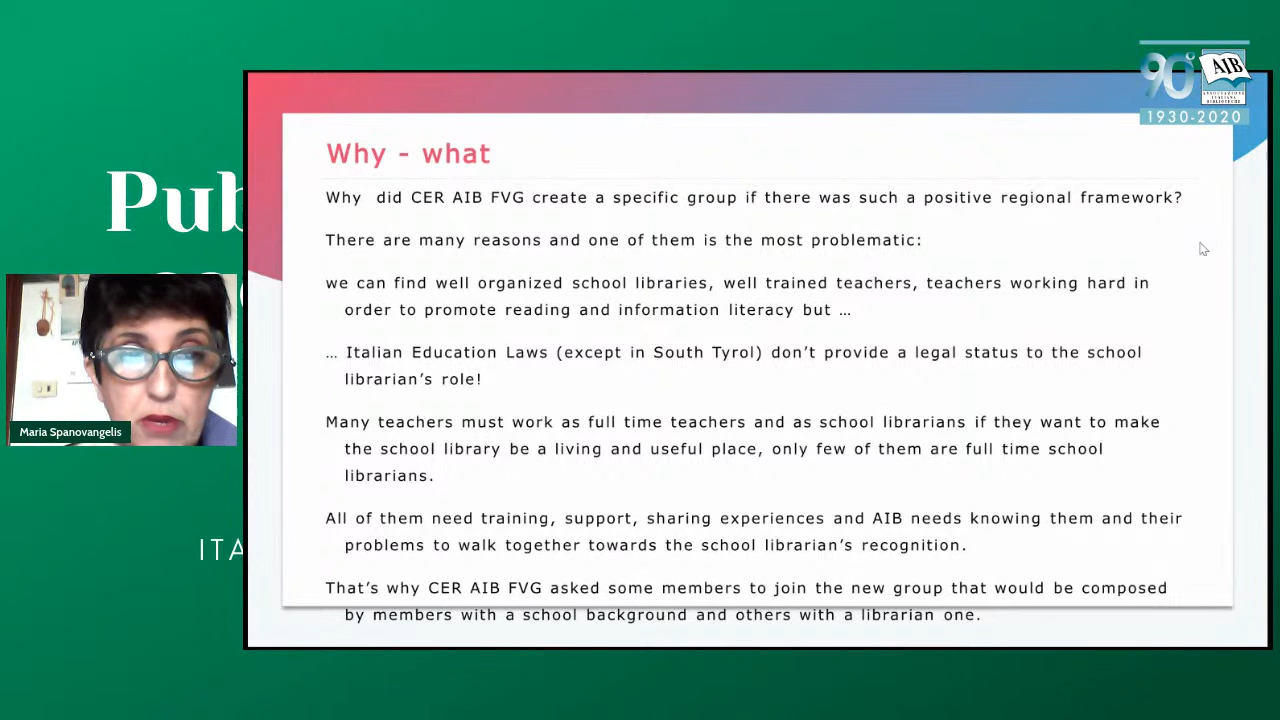 90°
AIB
ASSOCIAZIONE
ITALIANA
BIBLIOTECHE
1930-2020
Pub
ITA
Maria Spanovangelis
Why - what
Why did CER AIB FVG create a specific group if there was such a positive regional framework?
There are many reasons and one of them is the most problematic:
we can find well organized school libraries, well trained teachers, teachers working hard in
order to promote reading and information literacy but …
… Italian Education Laws (except in South Tyrol) don’t provide a legal status to the school
librarian’s role!
Many teachers must work as full time teachers and as school librarians if they want to make
the school library be a living and useful place, only few of them are full time school
librarians.
All of them need training, support, sharing experiences and AIB needs knowing them and their
problems to walk together towards the school librarian’s recognition.
That’s why CER AIB FVG asked some members to join the new group that would be composed
by members with a school background and others with a librarian one.